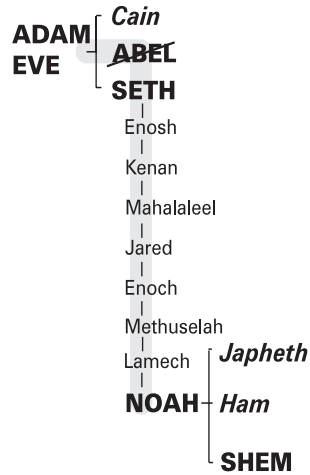 Cain
ADAM
ABEL
EVE
SETH
Enosh
Kenan
Mahalaleel
Jared
Enoch
Methuselah
Japheth
Lamech
NOAH
Ham
SHEM